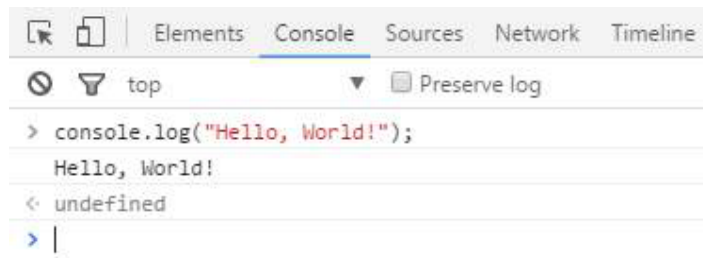 Elements Console Sources Network Timeline
top ▼ Preserve log
> console.log("Hello, World!");
Hello, World!
< undefined
>